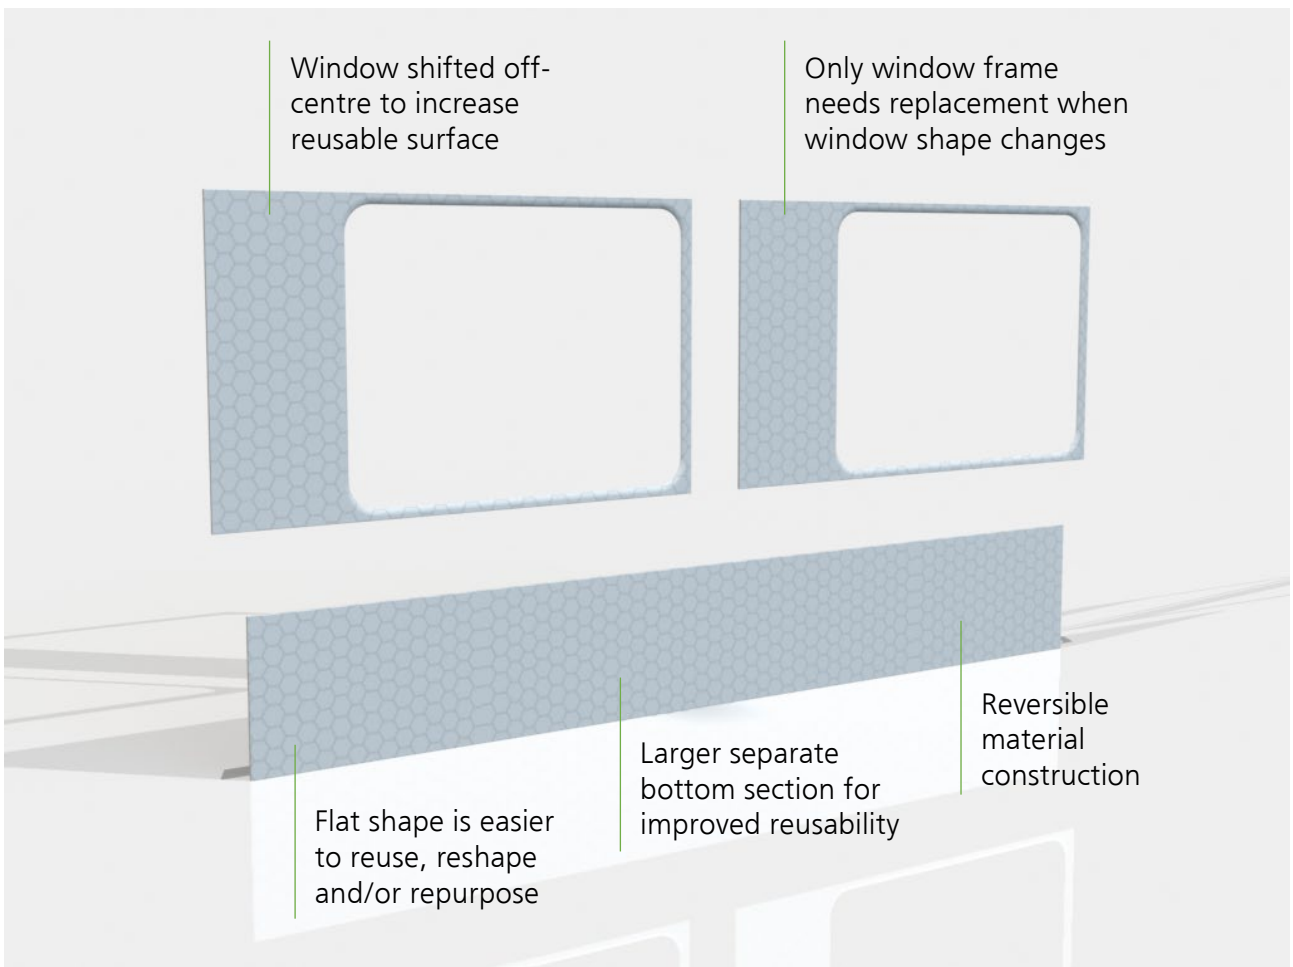 Window shifted off-
centre to increase
reusable surface
Only window frame
needs replacement when
window shape changes
Reversible
material
construction
Larger separate
bottom section for
improved reusability
Flat shape is easier
to reuse, reshape
and/or repurpose